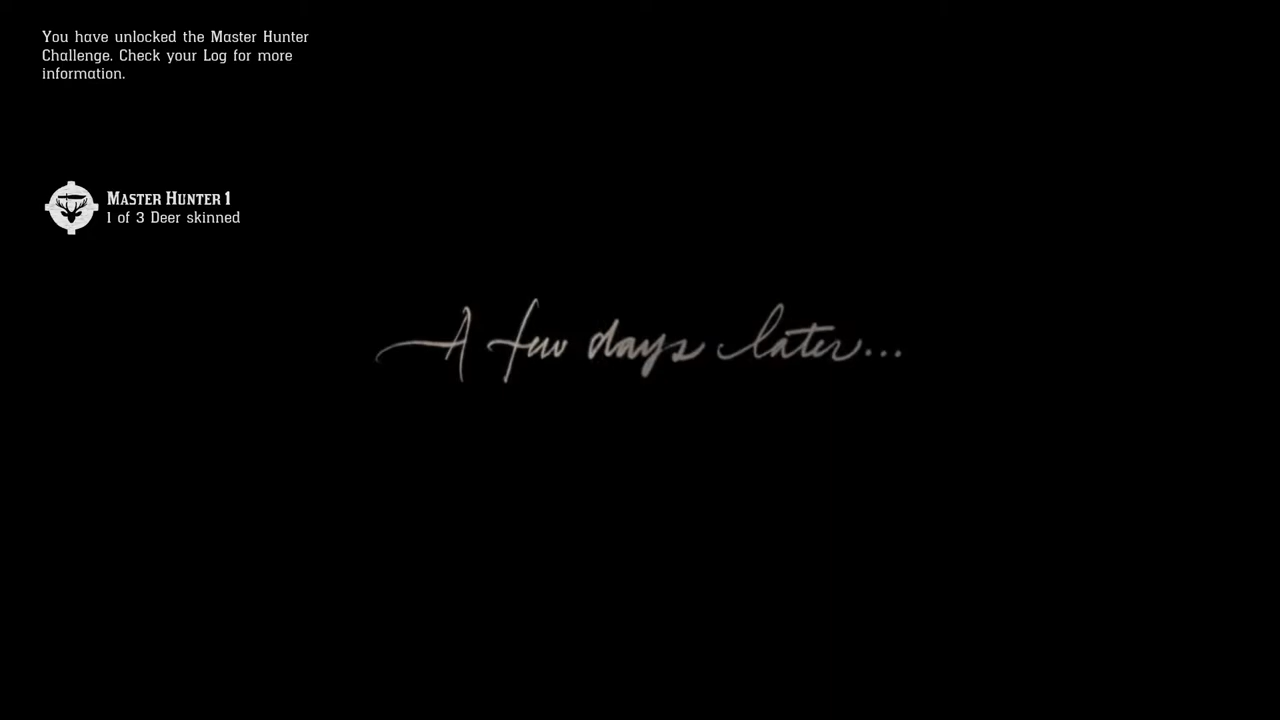 You have unlocked the Master Hunter
Challenge. Check your Log for more
information.
Master Hunter 1
1 of 3 Deer skinned
A few days later...